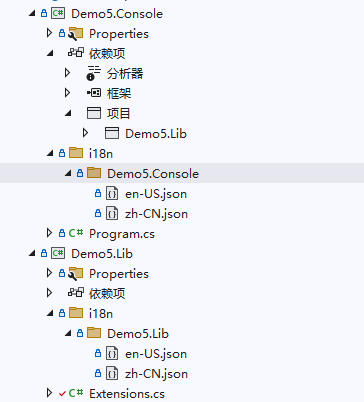 C# Demo5.Console
Properties
依赖项
分析器
框架
项目
Demo5.Lib
i18n
Demo5.Console
en-US.json
zh-CN.json
Program.cs
C# Demo5.Lib
Properties
依赖项
i18n
Demo5.Lib
en-US.json
zh-CN.json
C# Extensions.cs